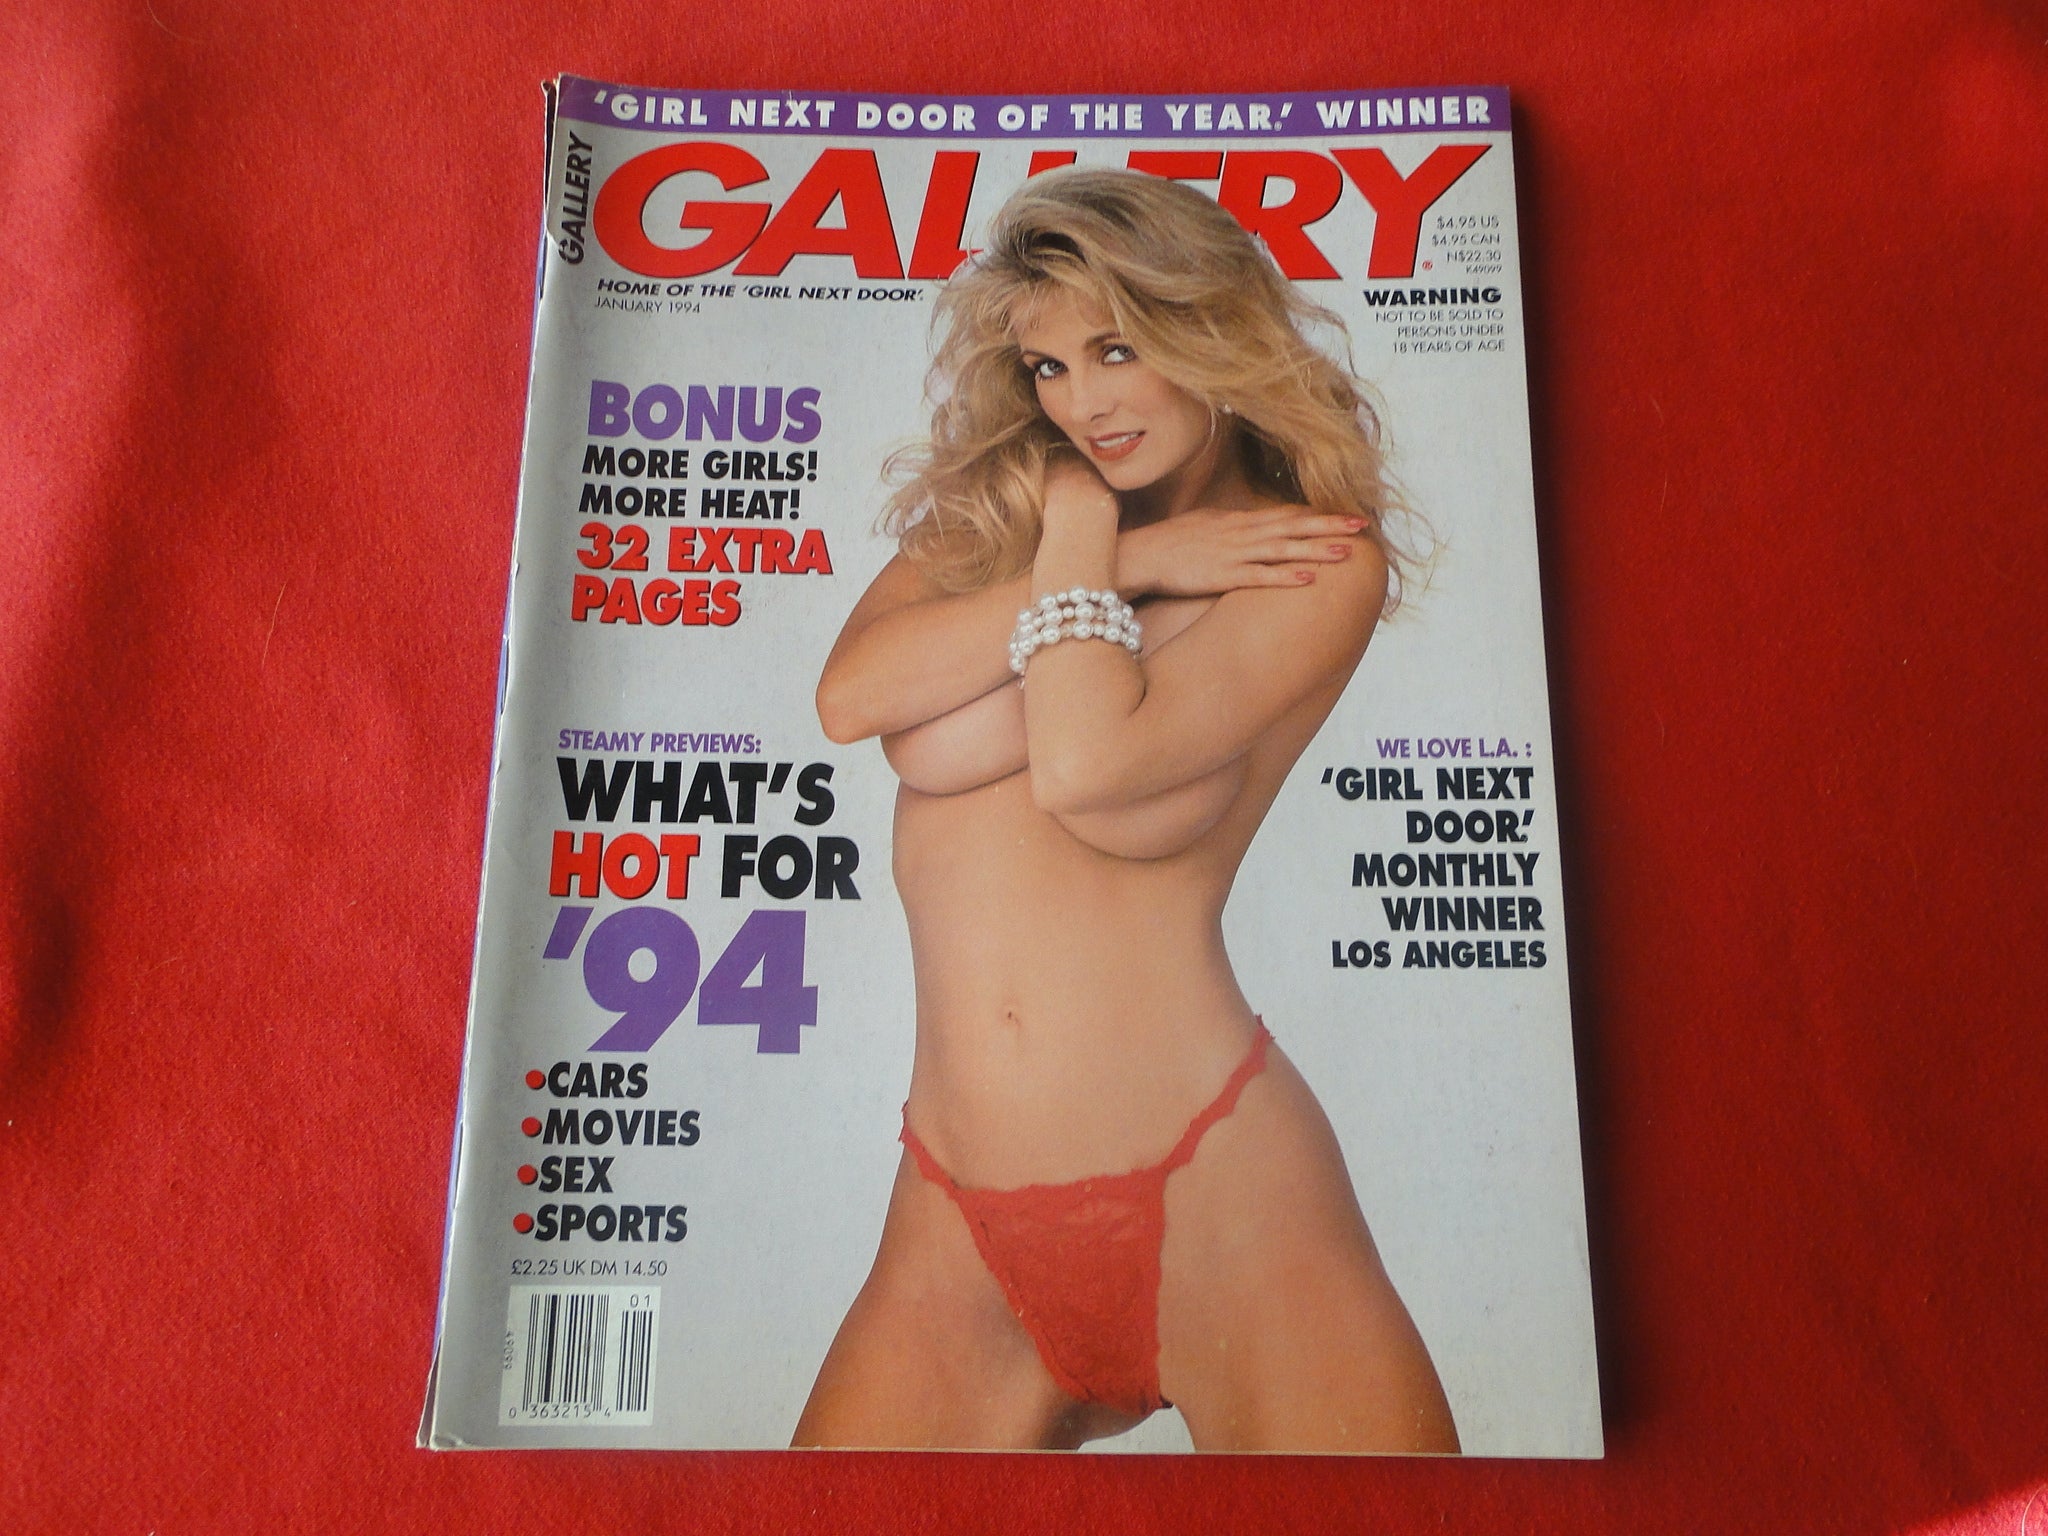 'GIRL NEXT DOOR OF THE YEAR.' WINNER
GALLERY
GALLERY
HOME OF THE 'GIRL NEXT DOOR'.
JANUARY 1994
$4.95 US
$4.95 CAN
N$22.30
K49099
WARNING
NOT TO BE SOLD TO
PERSONS UNDER
18 YEARS OF AGE
BONUS
MORE GIRLS!
MORE HEAT!
32 EXTRA
PAGES
STEAMY PREVIEWS:
WHAT'S
HOT FOR
'94
•CARS
•MOVIES
•SEX
•SPORTS
WE LOVE L.A. :
'GIRL NEXT
DOOR.'
MONTHLY
WINNER
LOS ANGELES
£2.25 UK DM 14.50
01
49099
0 363215 4